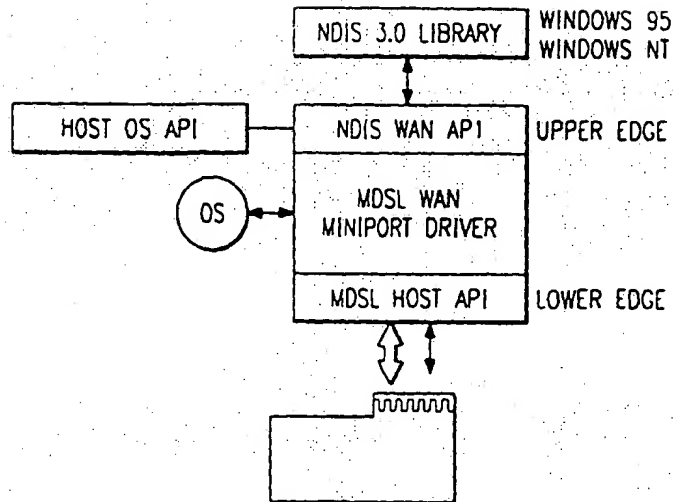 NDIS 3.0 LIBRARY
WINDOWS 95
WINDOWS NT
HOST OS API
NDIS WAN API
UPPER EDGE
OS
MDSL WAN
MINIPORT DRIVER
MDSL HOST API
LOWER EDGE